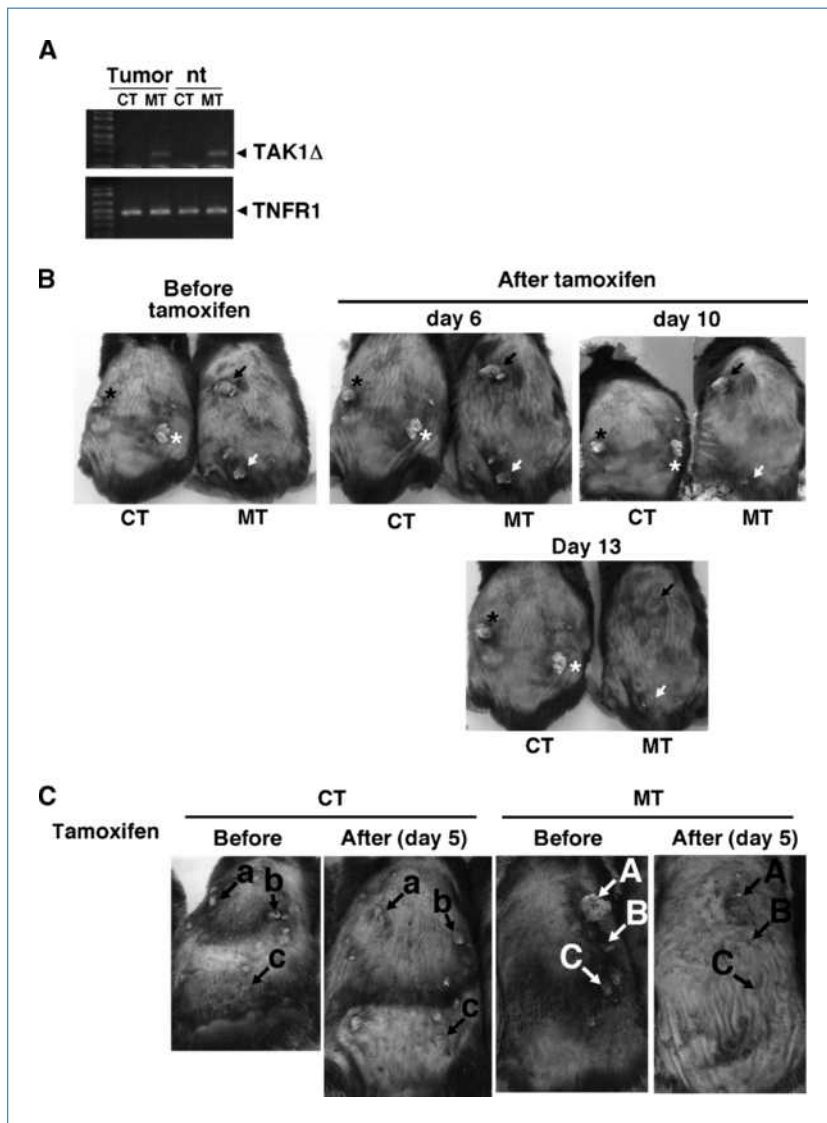 A
Tumor nt
CT MT CT MT
TAK1Δ
TNFR1
B
Before tamoxifen
After tamoxifen
day 6
day 10
* * * * * *
CT MT CT MT CT MT
Day 13
* *
CT MT
C
CT MT
Tamoxifen
Before After (day 5) Before After (day 5)
a b c
a b c
A B C
A B C